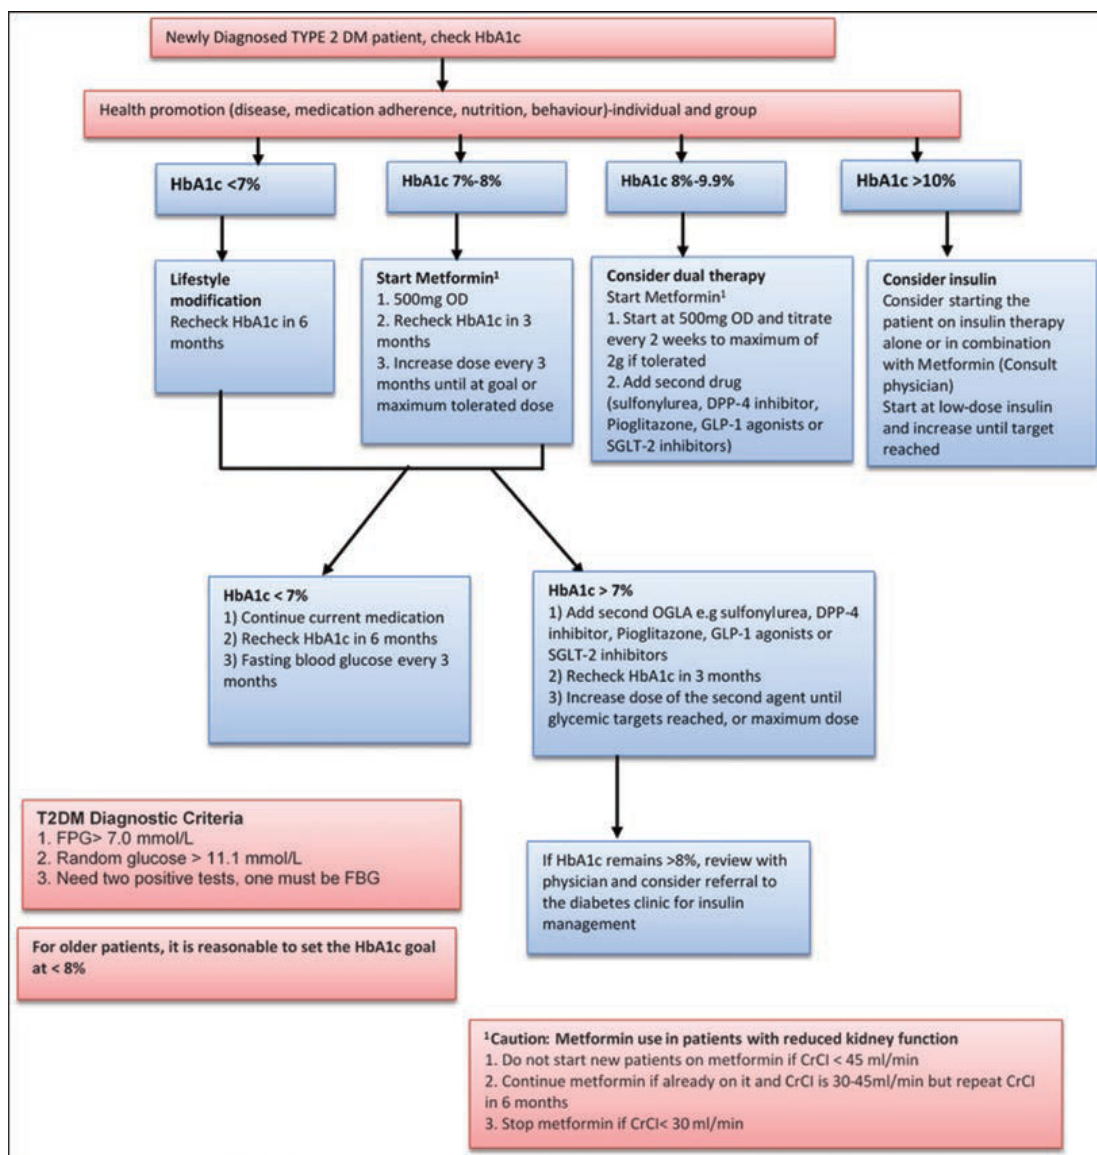 Newly Diagnosed TYPE 2 DM patient, check HbA1c
Health promotion (disease, medication adherence, nutrition, behaviour)-individual and group
HbA1c <7%
HbA1c 7%-8%
HbA1c 8%-9.9%
HbA1c >10%
Lifestyle
modification
Recheck HbA1c in 6
months
Start Metformin¹
1. 500mg OD
2. Recheck HbA1c in 3
months
3. Increase dose every 3
months until at goal or
maximum tolerated dose
Consider dual therapy
Start Metformin¹
1. Start at 500mg OD and titrate
every 2 weeks to maximum of
2g if tolerated
2. Add second drug
(sulfonylurea, DPP-4 inhibitor,
Pioglitazone, GLP-1 agonists or
SGLT-2 inhibitors)
Consider insulin
Consider starting the
patient on insulin therapy
alone or in combination
with Metformin (Consult
physician)
Start at low-dose insulin
and increase until target
reached
HbA1c < 7%
1) Continue current medication
2) Recheck HbA1c in 6 months
3) Fasting blood glucose every 3
months
HbA1c > 7%
1) Add second OGLA e.g sulfonylurea, DPP-4
inhibitor, Pioglitazone, GLP-1 agonists or
SGLT-2 inhibitors
2) Recheck HbA1c in 3 months
3) Increase dose of the second agent until
glycemic targets reached, or maximum dose
T2DM Diagnostic Criteria
1. FPG> 7.0 mmol/L
2. Random glucose > 11.1 mmol/L
3. Need two positive tests, one must be FBG
If HbA1c remains >8%, review with
physician and consider referral to
the diabetes clinic for insulin
management
For older patients, it is reasonable to set the HbA1c goal
at < 8%
¹Caution: Metformin use in patients with reduced kidney function
1. Do not start new patients on metformin if CrCl < 45 ml/min
2. Continue metformin if already on it and CrCl is 30-45ml/min but repeat CrCl
in 6 months
3. Stop metformin if CrCl< 30 ml/min